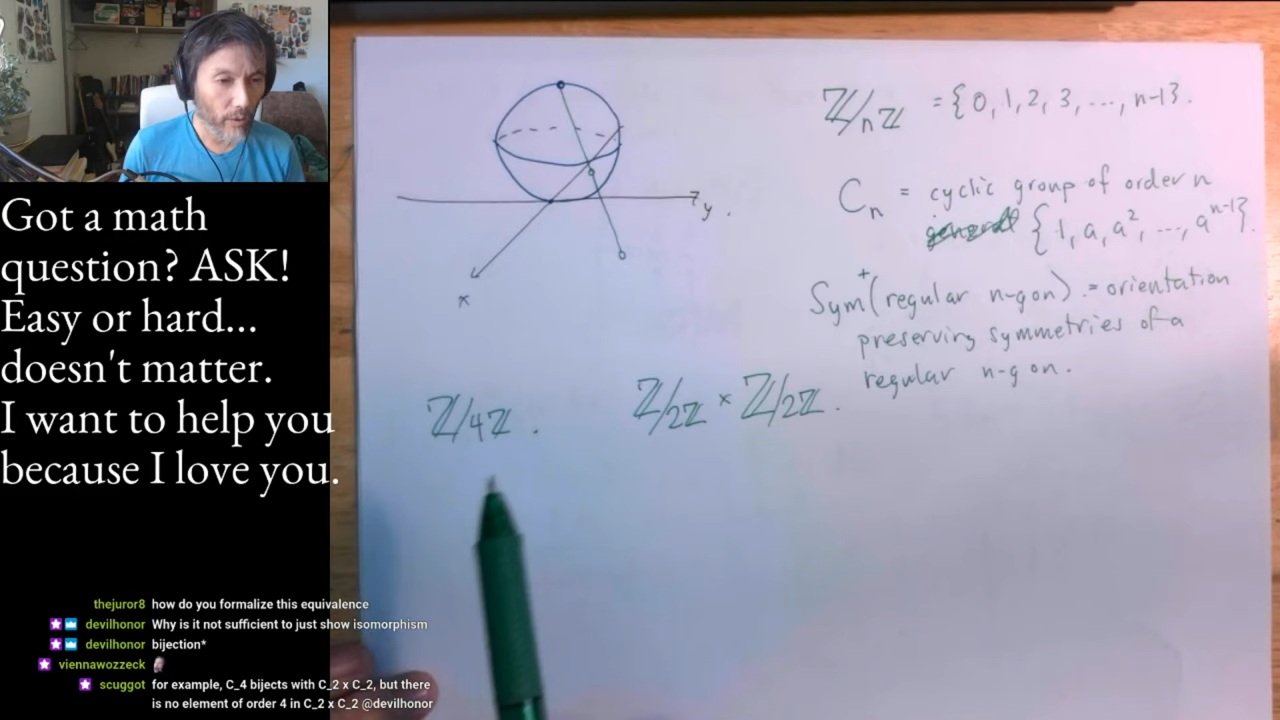 Got a math
question? ASK!
Easy or hard...
doesn't matter.
I want to help you
because I love you.
thejuror8 how do you formalize this equivalence
devilhonor Why is it not sufficient to just show isomorphism
devilhonor bijection*
viennawozzeck
scuggot for example, C_4 bijects with C_2 x C_2, but there
is no element of order 4 in C_2 x C_2 @devilhonor
x
y.
ℤ/nℤ = {0, 1, 2, 3, ..., n-1}.
Cn = cyclic group of order n
{1, a, a², ..., aⁿ⁻¹}.
Sym⁺(regular n-gon). = orientation
preserving symmetries of a
regular n-gon.
ℤ/4ℤ. ℤ/2ℤ × ℤ/2ℤ.